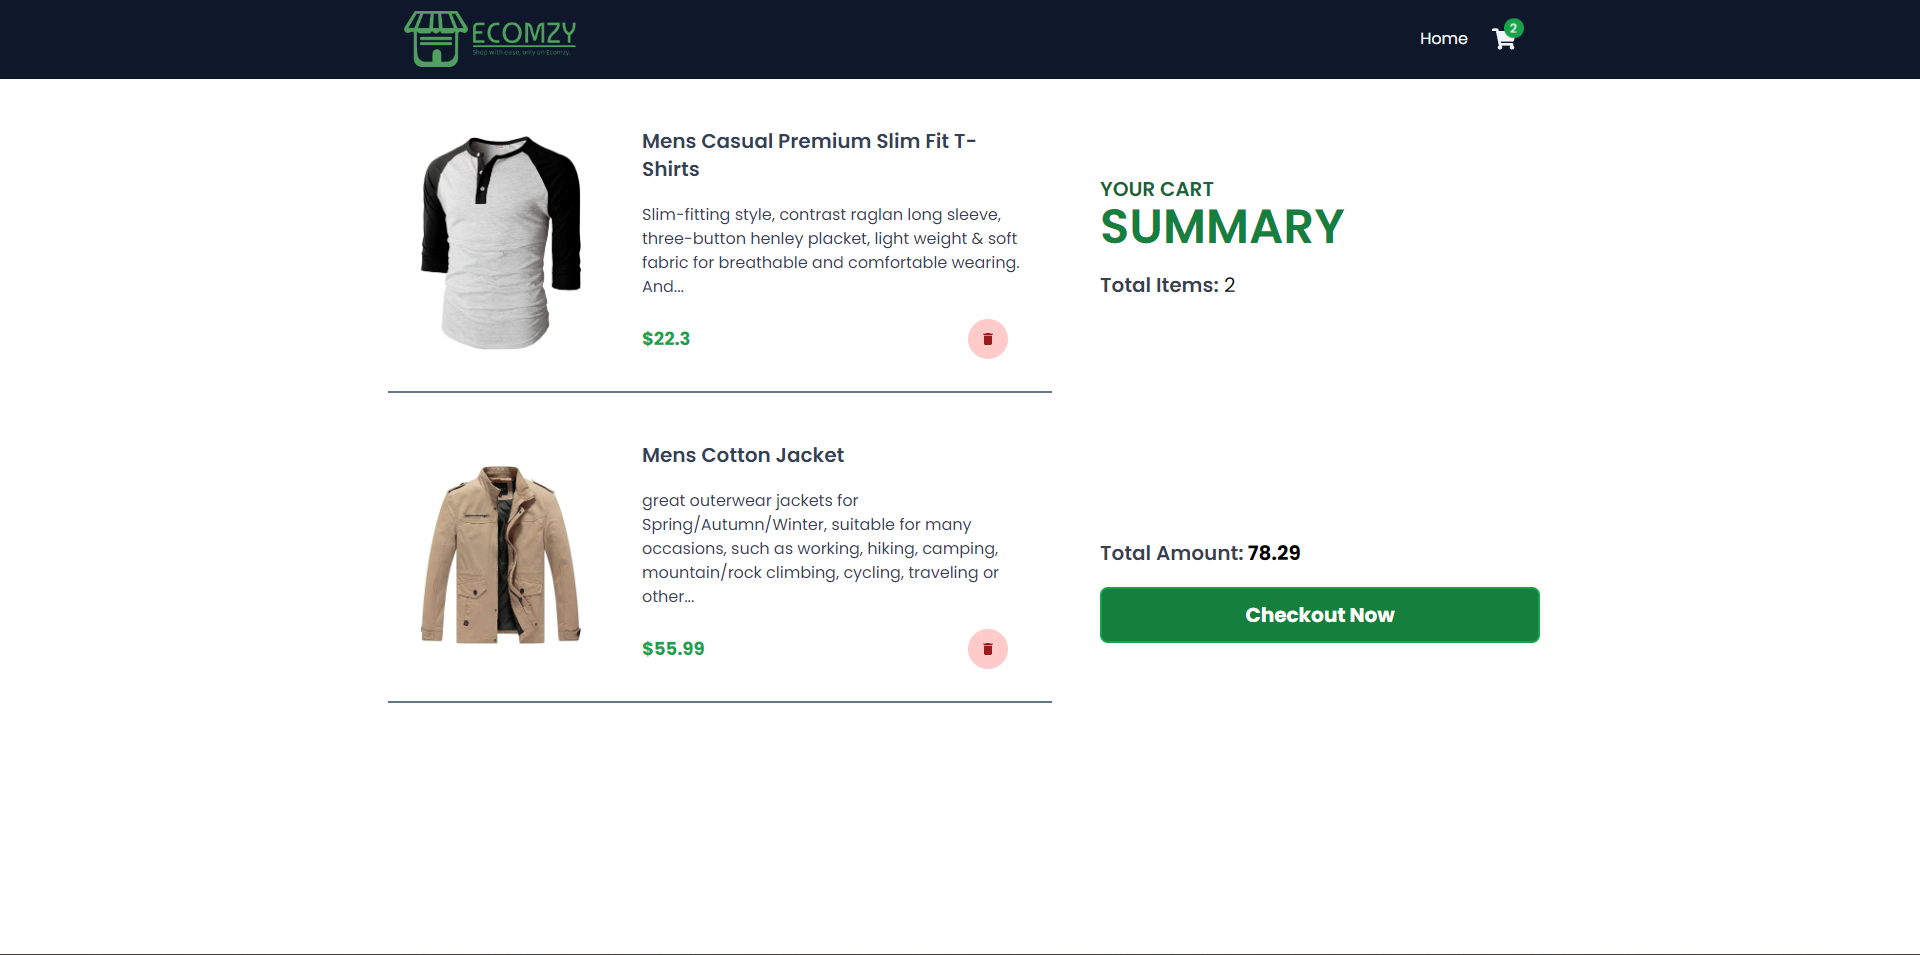 ECOMZY
Shop with ease, only on Ecomzy.
Home
2
Mens Casual Premium Slim Fit T-
Shirts
Slim-fitting style, contrast raglan long sleeve,
three-button henley placket, light weight & soft
fabric for breathable and comfortable wearing.
And...
$22.3
Mens Cotton Jacket
great outerwear jackets for
Spring/Autumn/Winter, suitable for many
occasions, such as working, hiking, camping,
mountain/rock climbing, cycling, traveling or
other...
$55.99
YOUR CART
SUMMARY
Total Items: 2
Total Amount: 78.29
Checkout Now